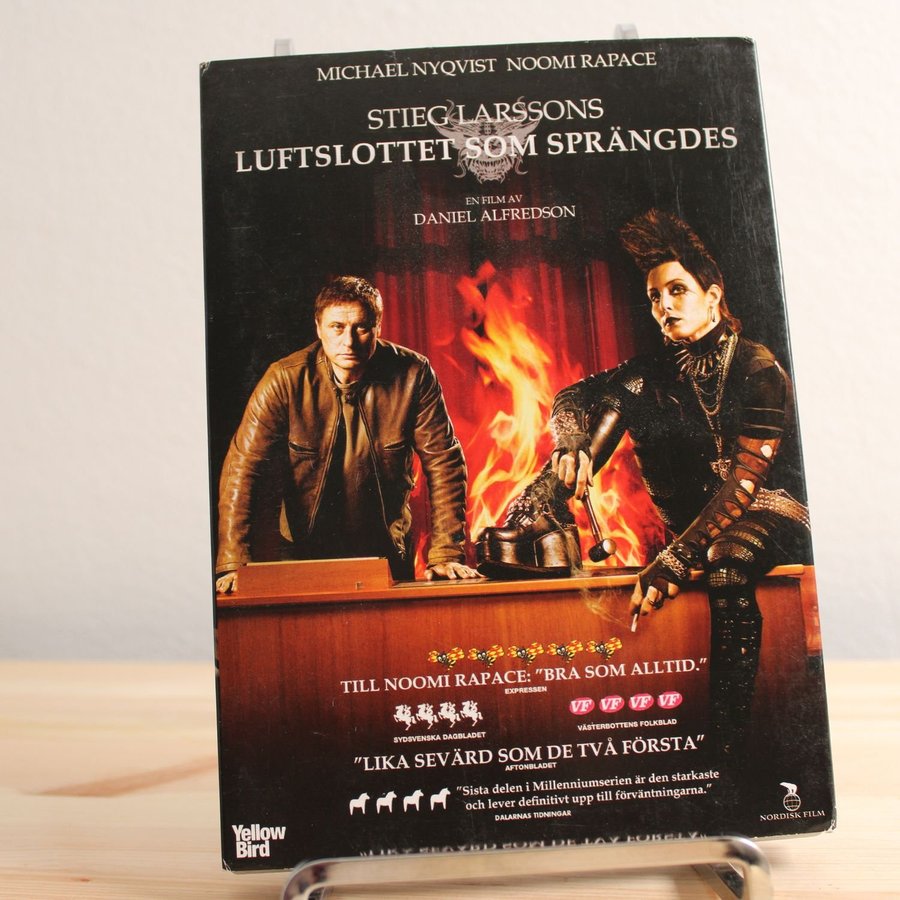 MICHAEL NYQVIST NOOMI RAPACE
STIEG LARSSONS
LUFTSLOTTET SOM SPRÄNGDES
EN FILM AV
DANIEL ALFREDSON
TILL NOOMI RAPACE: "BRA SOM ALLTID."
EXPRESSEN
SYDSVENSKA DAGBLADET
VF VF VF VF
VÄSTERBOTTENS FOLKBLAD
"LIKA SEVÄRD SOM DE TVÅ FÖRSTA"
AFTONBLADET
"Sista delen i Millenniumserien är den starkaste
och lever definitivt upp till förväntningarna."
DALARNAS TIDNINGAR
Yellow
Bird
NORDISK FILM